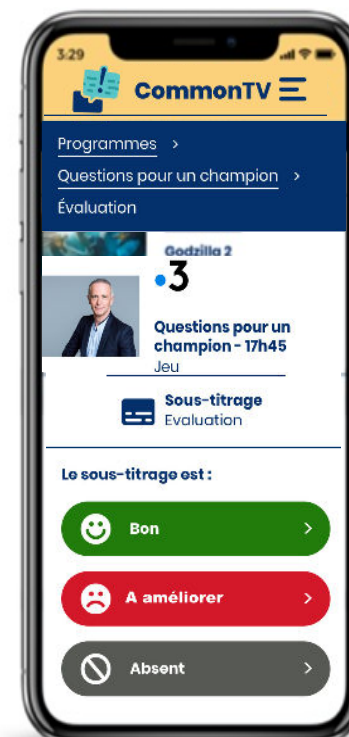 3:29
CommonTV
Programmes >
Questions pour un champion >
Évaluation
Godzilla 2
3
Questions pour un
champion - 17h45
Jeu
Sous-titrage
Evaluation
Le sous-titrage est :
Bon >
A améliorer >
Absent >